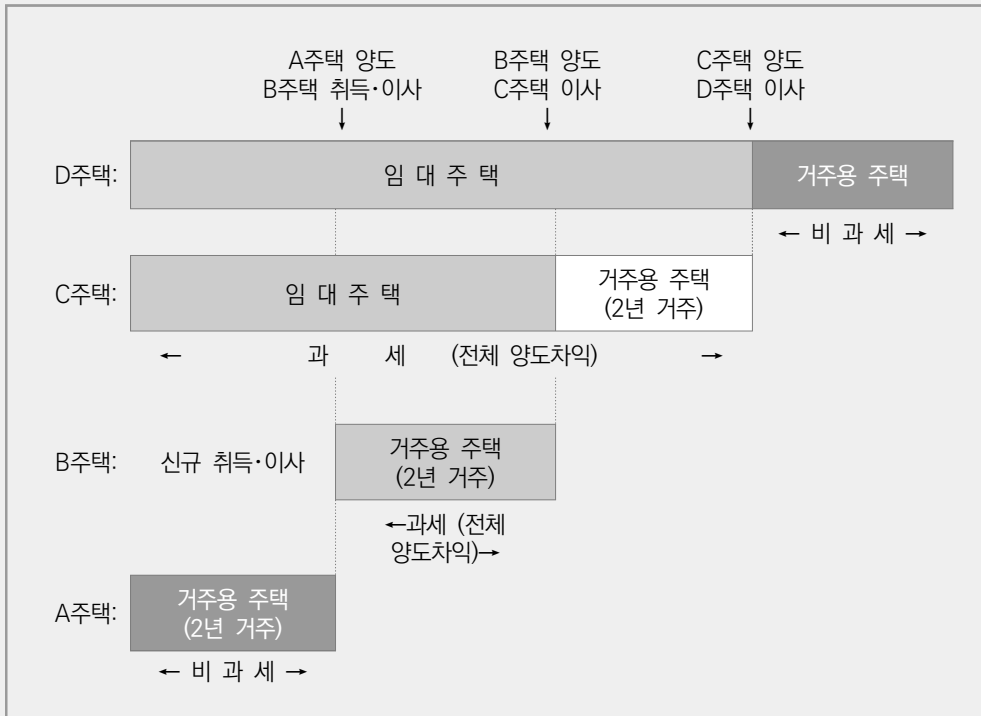 A주택 양도
B주택 취득·이사
B주택 양도
C주택 이사
C주택 양도
D주택 이사
↓ ↓ ↓
D주택: 임 대 주 택 거주용 주택
← 비 과 세 →
C주택: 임 대 주 택 거주용 주택
(2년 거주)
← 과 세 (전체 양도차익) →
B주택: 신규 취득·이사 거주용 주택
(2년 거주)
←과세 (전체
양도차익)→
A주택: 거주용 주택
(2년 거주)
← 비 과 세 →